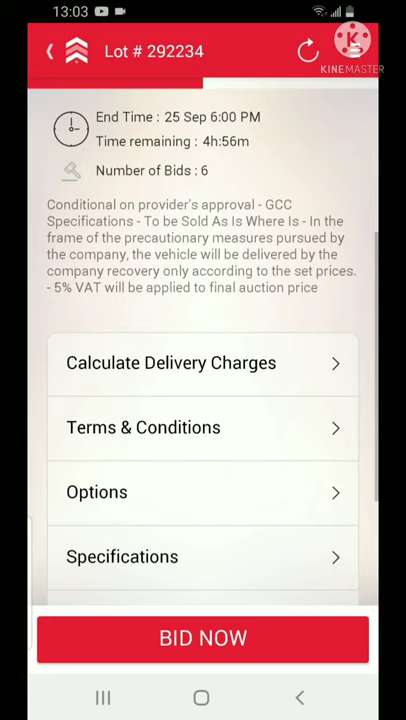 13:03
Lot # 292234
KINEMASTER
End Time : 25 Sep 6:00 PM
Time remaining : 4h:56m
Number of Bids : 6
Conditional on provider's approval - GCC
Specifications - To be Sold As Is Where Is - In the
frame of the precautionary measures pursued by
the company, the vehicle will be delivered by the
company recovery only according to the set prices.
- 5% VAT will be applied to final auction price
Calculate Delivery Charges
Terms & Conditions
Options
Specifications
BID NOW